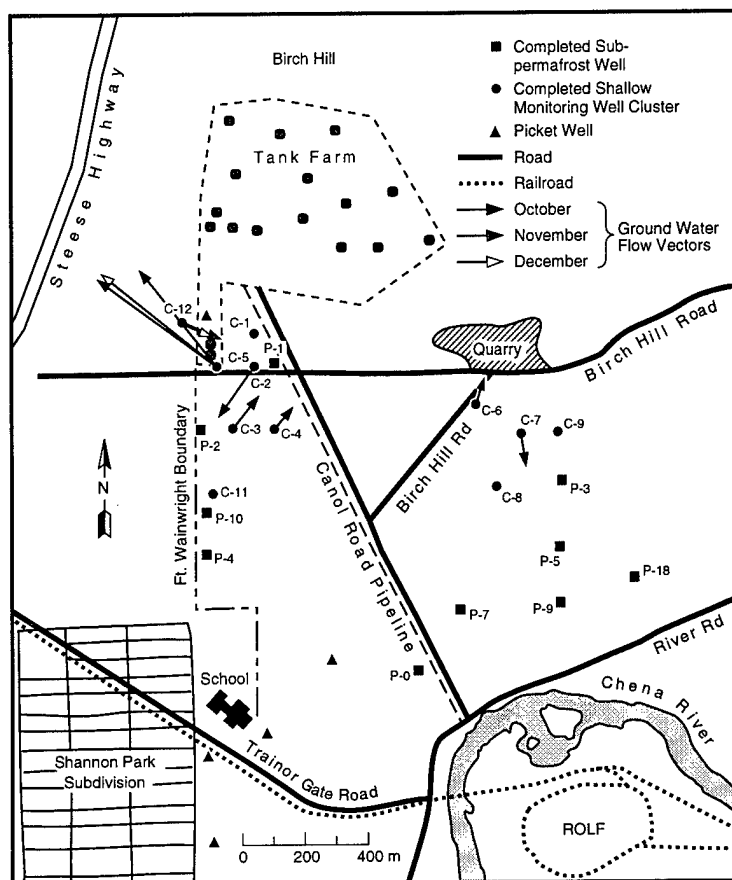 Birch Hill
Steese Highway
Tank Farm
Completed Sub-
permafrost Well
Completed Shallow
Monitoring Well Cluster
Picket Well
Road
Railroad
October
November
December
Ground Water
Flow Vectors
C-12
C-1
P-1
C-5
C-2
Quarry
Birch Hill Road
C-6
C-7
C-9
P-2
C-3
C-4
Birch Hill Rd
C-8
P-3
N
Ft. Wainwright Boundary
C-11
P-10
P-4
Canol Road Pipeline
P-5
P-18
P-7
P-9
River Rd
School
P-0
Chena River
Shannon Park
Subdivision
Trainor Gate Road
ROLF
0 200 400 m